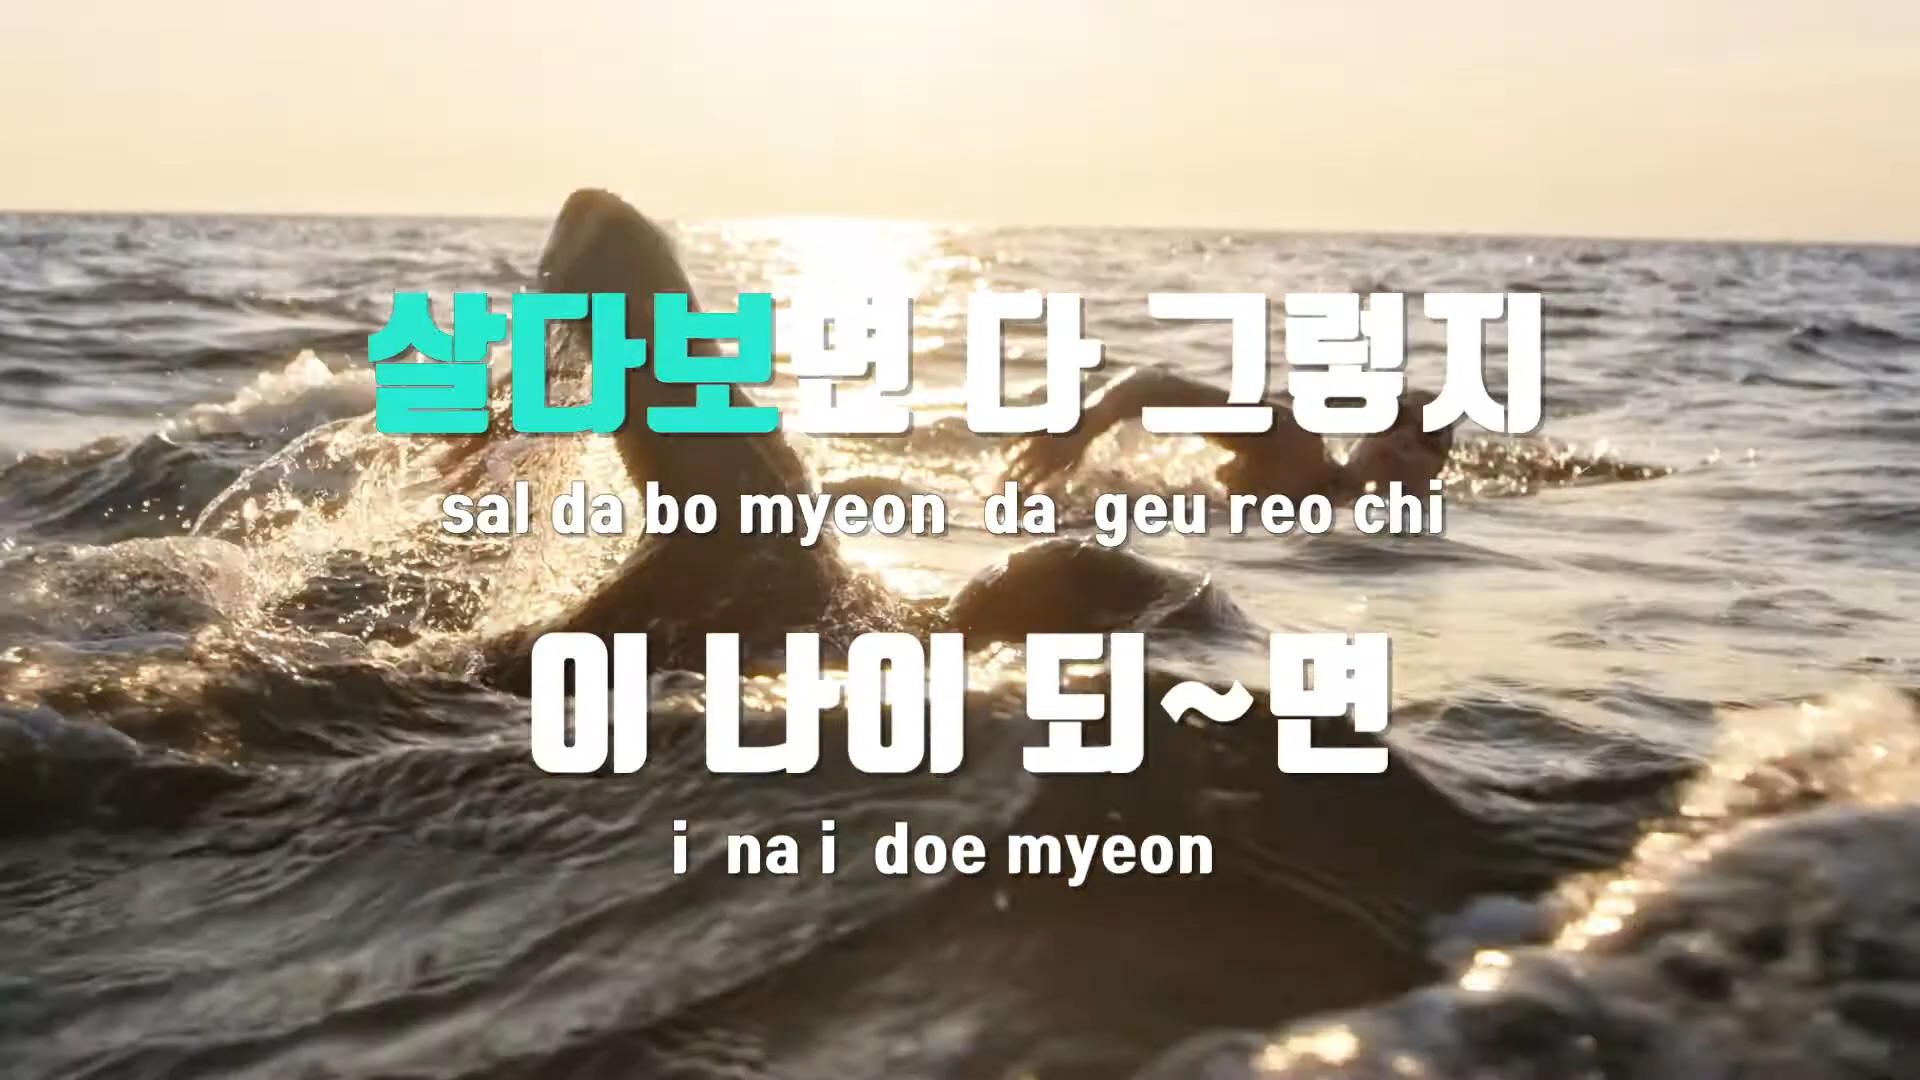 살다보면 다 그렇지
sal da bo myeon da geu reo chi
이 나이 되~면
i na i doe myeon